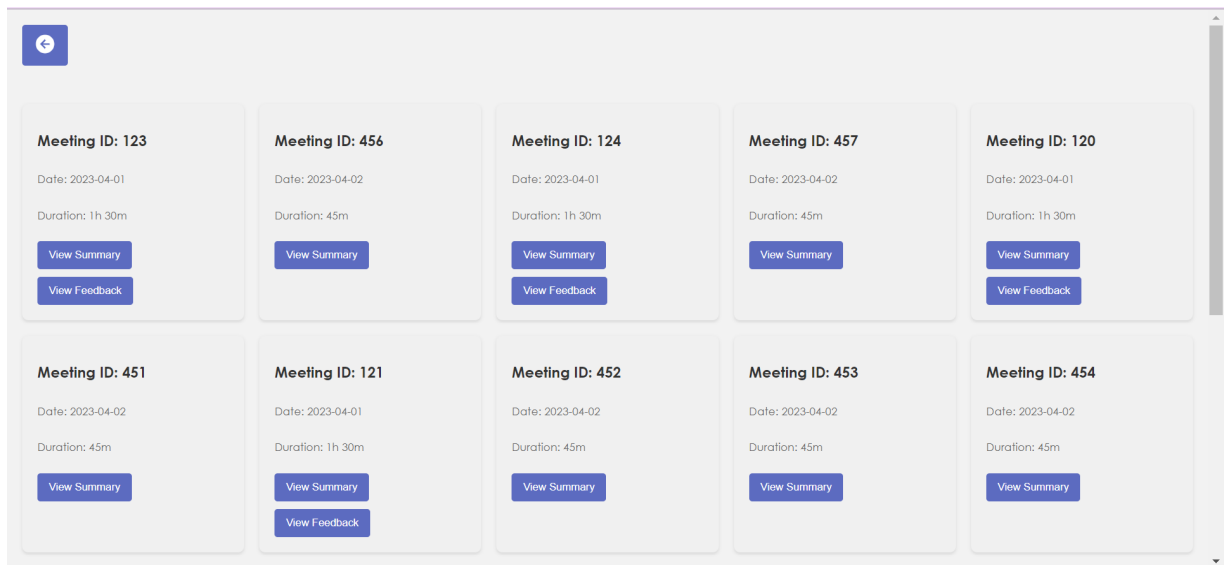 Meeting ID: 123
Date: 2023-04-01
Duration: 1h 30m
View Summary
View Feedback
Meeting ID: 456
Date: 2023-04-02
Duration: 45m
View Summary
Meeting ID: 124
Date: 2023-04-01
Duration: 1h 30m
View Summary
View Feedback
Meeting ID: 457
Date: 2023-04-02
Duration: 45m
View Summary
Meeting ID: 120
Date: 2023-04-01
Duration: 1h 30m
View Summary
View Feedback
Meeting ID: 451
Date: 2023-04-02
Duration: 45m
View Summary
Meeting ID: 121
Date: 2023-04-01
Duration: 1h 30m
View Summary
View Feedback
Meeting ID: 452
Date: 2023-04-02
Duration: 45m
View Summary
Meeting ID: 453
Date: 2023-04-02
Duration: 45m
View Summary
Meeting ID: 454
Date: 2023-04-02
Duration: 45m
View Summary